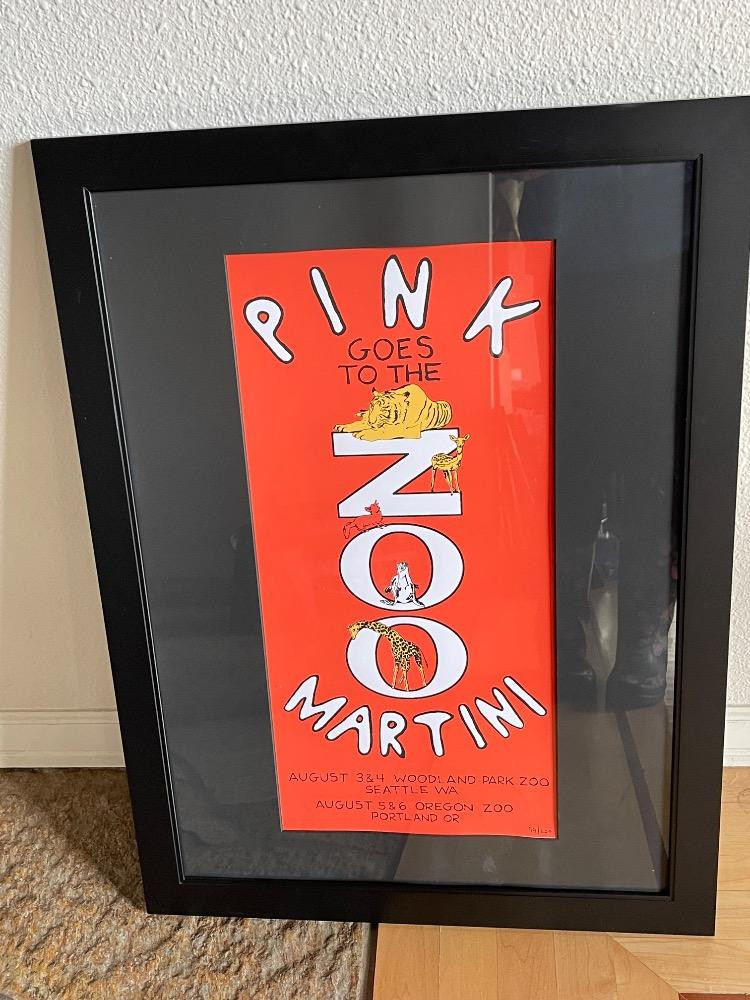 PINK
GOES
TO THE
ZOO
MARTINI
AUGUST 3&4 WOODLAND PARK ZOO
SEATTLE WA
AUGUST 5&6 OREGON ZOO
PORTLAND OR